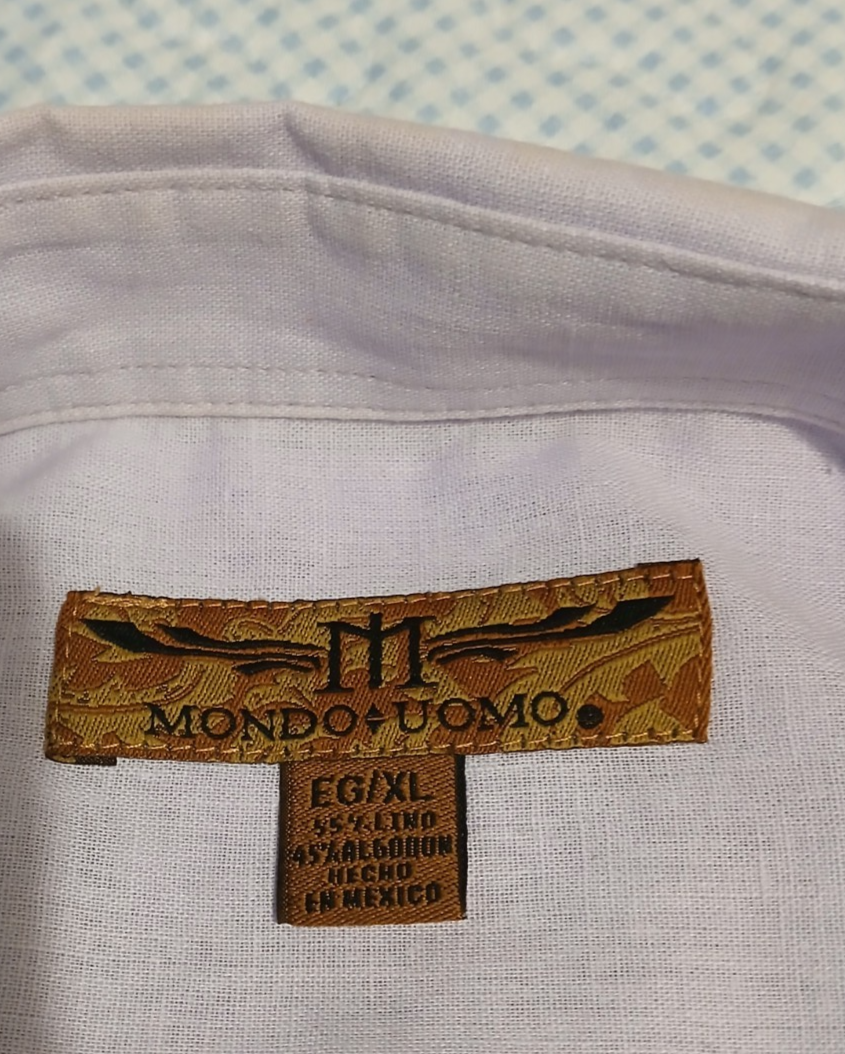 M
MONDO UOMO
EG/XL
55% LINO
45% ALGODON
HECHO
EN MEXICO